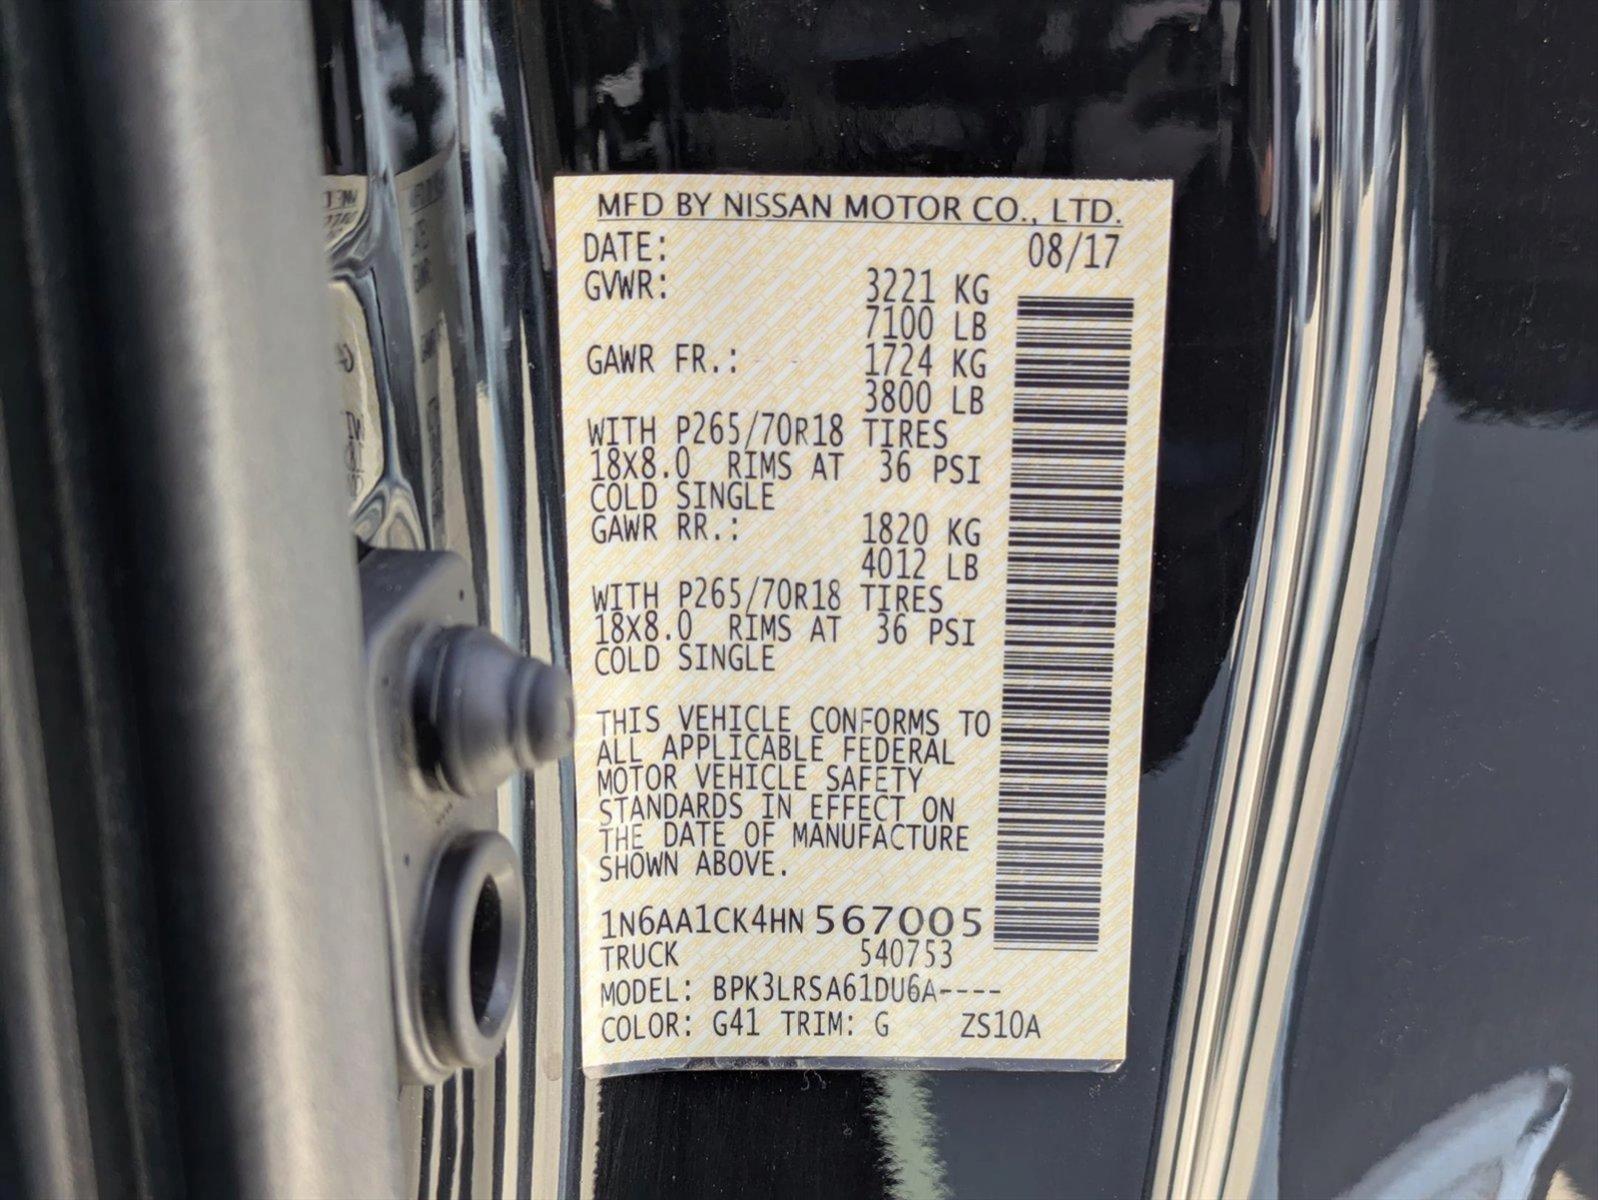 MFD BY NISSAN MOTOR CO., LTD.
DATE: 08/17
GVWR: 3221 KG
7100 LB
GAWR FR.: 1724 KG
3800 LB
WITH P265/70R18 TIRES
18X8.0 RIMS AT 36 PSI
COLD SINGLE
GAWR RR.: 1820 KG
4012 LB
WITH P265/70R18 TIRES
18X8.0 RIMS AT 36 PSI
COLD SINGLE
THIS VEHICLE CONFORMS TO
ALL APPLICABLE FEDERAL
MOTOR VEHICLE SAFETY
STANDARDS IN EFFECT ON
THE DATE OF MANUFACTURE
SHOWN ABOVE.
1N6AA1CK4HN 567005
TRUCK 540753
MODEL: BPK3LRSA61DU6A----
COLOR: G41 TRIM: G ZS10A